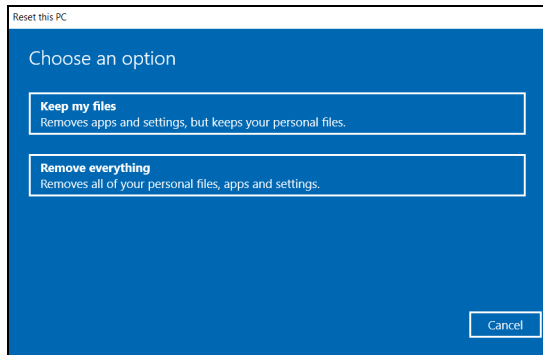 Reset this PC
Choose an option
Keep my files
Removes apps and settings, but keeps your personal files.
Remove everything
Removes all of your personal files, apps and settings.
Cancel